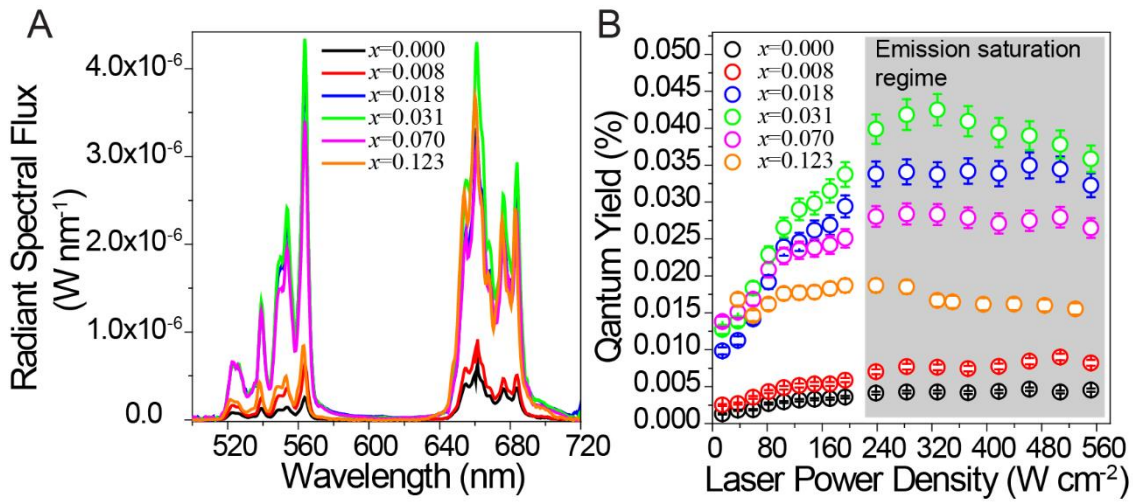 A
Radiant Spectral Flux
(W nm⁻¹)
4.0x10⁻⁶
3.0x10⁻⁶
2.0x10⁻⁶
1.0x10⁻⁶
0.0
x=0.000
x=0.008
x=0.018
x=0.031
x=0.070
x=0.123
520 560 600 640 680 720
Wavelength (nm)
B
Qantum Yield (%)
0.050
0.045
0.040
0.035
0.030
0.025
0.020
0.015
0.010
0.005
0.000
x=0.000
x=0.008
x=0.018
x=0.031
x=0.070
x=0.123
Emission saturation
regime
0 80 160 240 320 400 480 560
Laser Power Density (W cm⁻²)